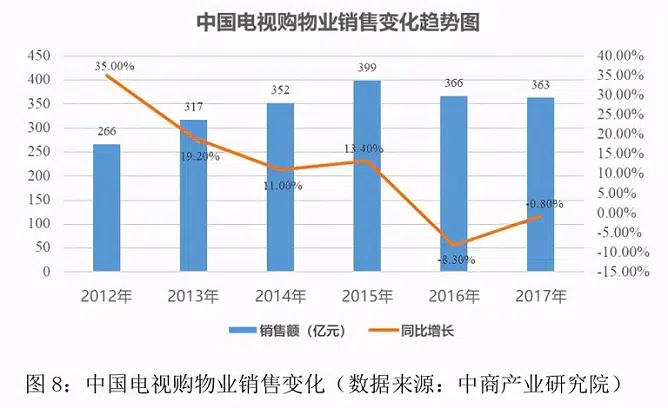 中国电视购物业销售变化趋势图
450 40.00%
400 35.00%
350 30.00%
300 25.00%
250 20.00%
200 15.00%
150 10.00%
100 5.00%
50 0.00%
0 -5.00%
-10.00%
-15.00%
266 317 352 399 366 363
35.00% 19.20% 11.00% 13.40% -8.30% -0.80%
2012年 2013年 2014年 2015年 2016年 2017年
销售额（亿元） 同比增长
图 8：中国电视购物业销售变化（数据来源：中商产业研究院）